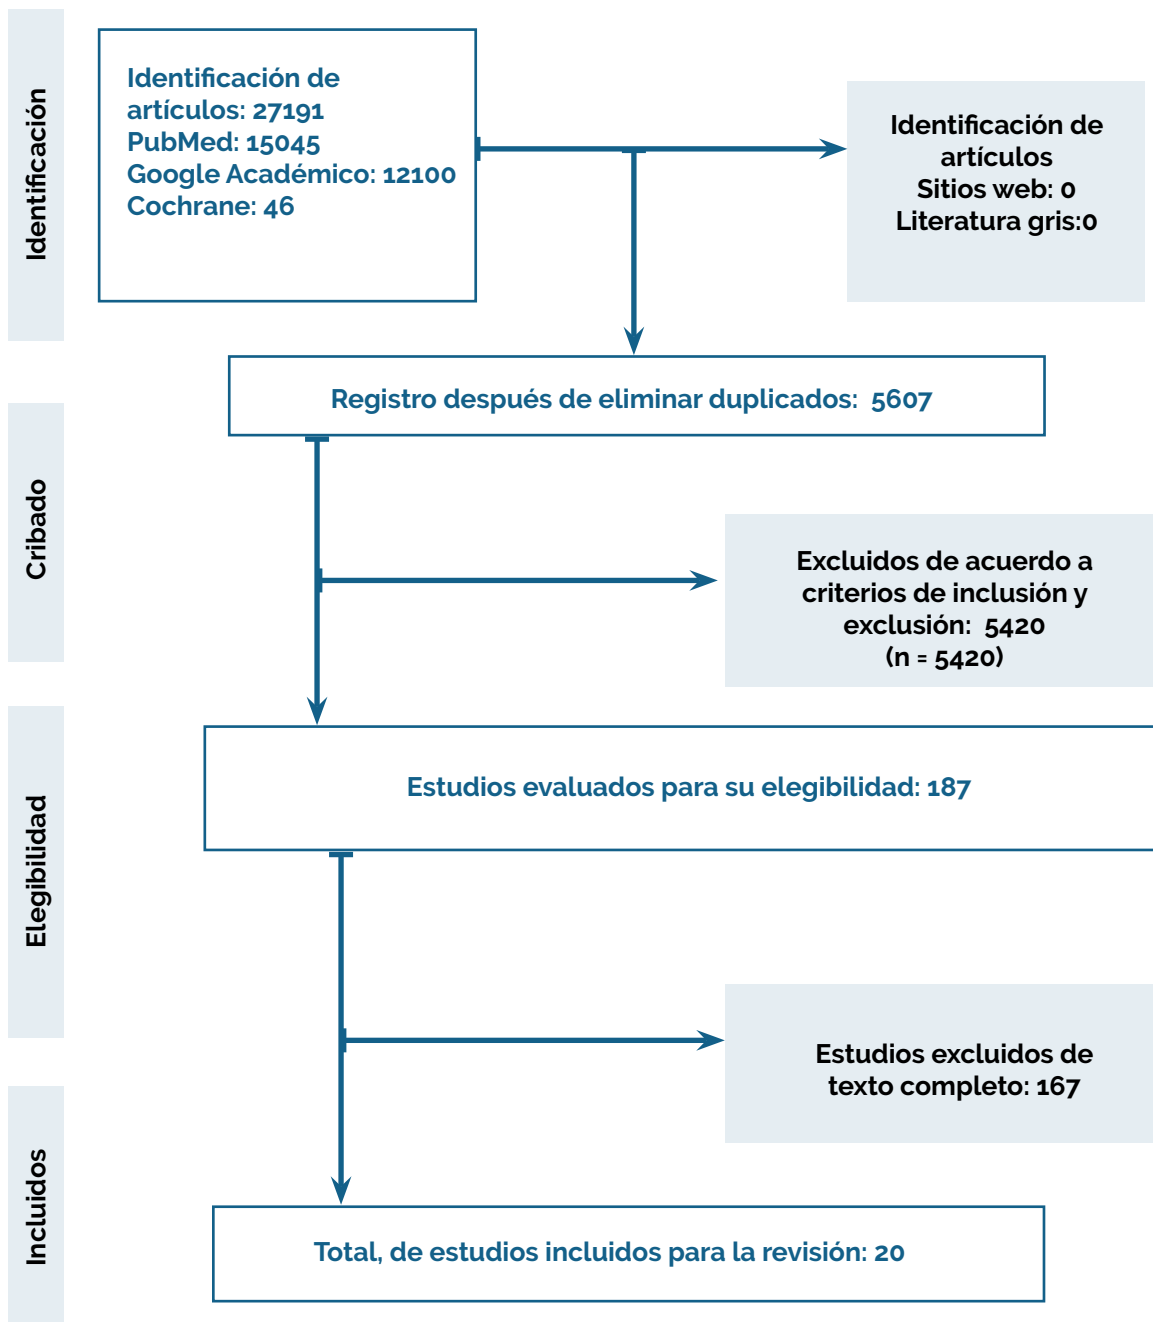 Identificación
Identificación de
artículos: 27191
PubMed: 15045
Google Académico: 12100
Cochrane: 46
Identificación de
artículos
Sitios web: 0
Literatura gris:0
Registro después de eliminar duplicados: 5607
Cribado
Excluidos de acuerdo a
criterios de inclusión y
exclusión: 5420
(n = 5420)
Elegibilidad
Estudios evaluados para su elegibilidad: 187
Estudios excluidos de
texto completo: 167
Incluidos
Total, de estudios incluidos para la revisión: 20